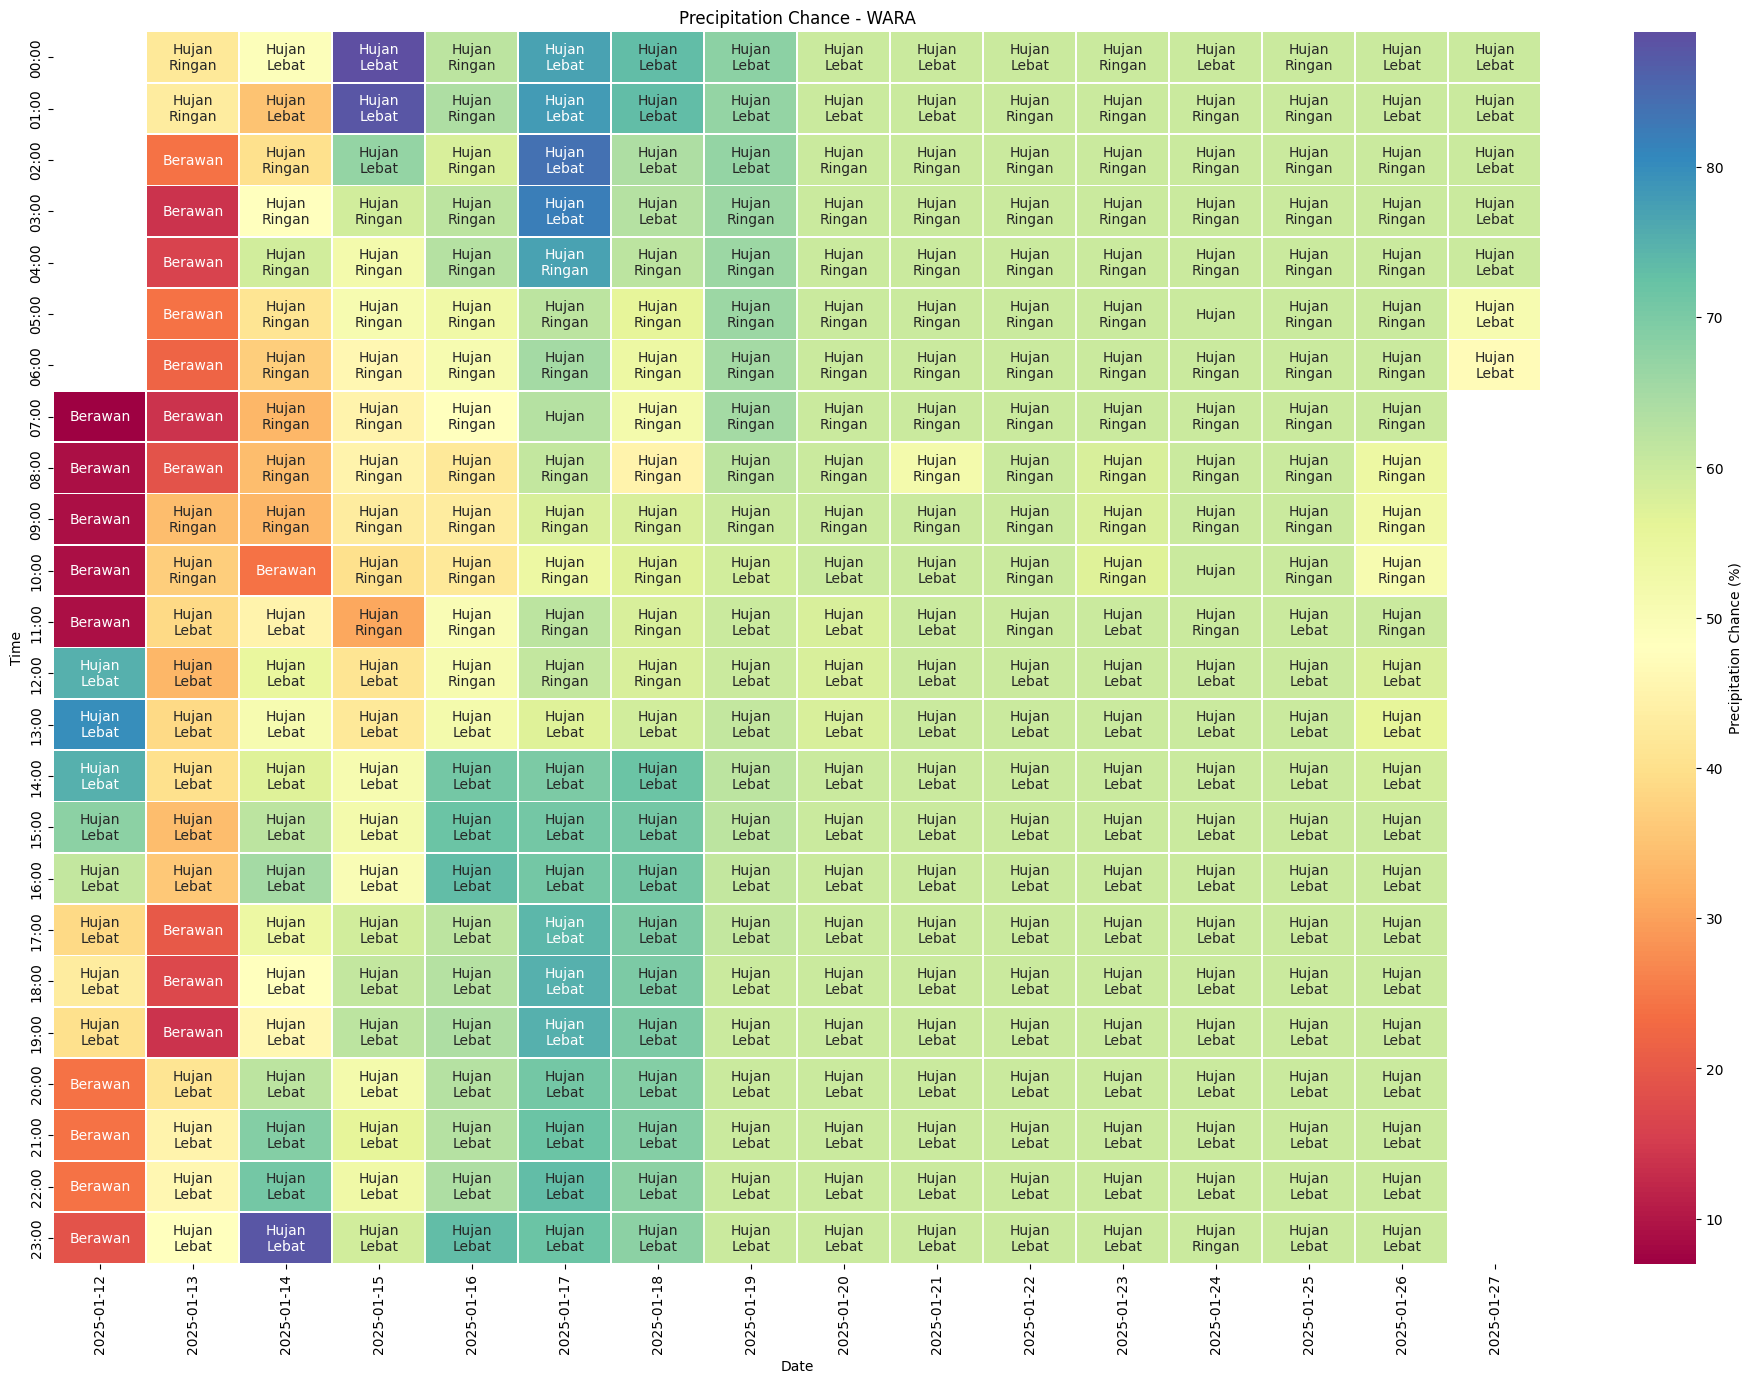 Precipitation Chance - WARA
00:00 Hujan Ringan Hujan Lebat Hujan Lebat Hujan Ringan Hujan Lebat Hujan Lebat Hujan Lebat Hujan Lebat Hujan Lebat Hujan Lebat Hujan Ringan Hujan Lebat Hujan Ringan Hujan Lebat Hujan Lebat
01:00 Hujan Ringan Hujan Lebat Hujan Lebat Hujan Ringan Hujan Lebat Hujan Lebat Hujan Lebat Hujan Lebat Hujan Lebat Hujan Ringan Hujan Ringan Hujan Ringan Hujan Ringan Hujan Lebat Hujan Lebat
02:00 Berawan Hujan Ringan Hujan Lebat Hujan Ringan Hujan Lebat Hujan Lebat Hujan Lebat Hujan Ringan Hujan Ringan Hujan Ringan Hujan Ringan Hujan Ringan Hujan Ringan Hujan Ringan Hujan Lebat
03:00 Berawan Hujan Ringan Hujan Ringan Hujan Ringan Hujan Lebat Hujan Lebat Hujan Ringan Hujan Ringan Hujan Ringan Hujan Ringan Hujan Ringan Hujan Ringan Hujan Ringan Hujan Ringan Hujan Lebat
04:00 Berawan Hujan Ringan Hujan Ringan Hujan Ringan Hujan Ringan Hujan Ringan Hujan Ringan Hujan Ringan Hujan Ringan Hujan Ringan Hujan Ringan Hujan Ringan Hujan Ringan Hujan Ringan Hujan Lebat
05:00 Berawan Hujan Ringan Hujan Ringan Hujan Ringan Hujan Ringan Hujan Ringan Hujan Ringan Hujan Ringan Hujan Ringan Hujan Ringan Hujan Ringan Hujan Hujan Ringan Hujan Ringan Hujan Lebat
06:00 Berawan Hujan Ringan Hujan Ringan Hujan Ringan Hujan Ringan Hujan Ringan Hujan Ringan Hujan Ringan Hujan Ringan Hujan Ringan Hujan Ringan Hujan Ringan Hujan Ringan Hujan Ringan Hujan Lebat
07:00 Berawan Berawan Hujan Ringan Hujan Ringan Hujan Ringan Hujan Hujan Ringan Hujan Ringan Hujan Ringan Hujan Ringan Hujan Ringan Hujan Ringan Hujan Ringan Hujan Ringan Hujan Ringan
08:00 Berawan Berawan Hujan Ringan Hujan Ringan Hujan Ringan Hujan Ringan Hujan Ringan Hujan Ringan Hujan Ringan Hujan Ringan Hujan Ringan Hujan Ringan Hujan Ringan Hujan Ringan Hujan Ringan
09:00 Berawan Hujan Ringan Hujan Ringan Hujan Ringan Hujan Ringan Hujan Ringan Hujan Ringan Hujan Ringan Hujan Ringan Hujan Ringan Hujan Ringan Hujan Ringan Hujan Ringan Hujan Ringan Hujan Ringan
10:00 Berawan Hujan Ringan Berawan Hujan Ringan Hujan Ringan Hujan Ringan Hujan Ringan Hujan Lebat Hujan Lebat Hujan Lebat Hujan Ringan Hujan Ringan Hujan Hujan Ringan Hujan Ringan
11:00 Berawan Hujan Lebat Hujan Lebat Hujan Ringan Hujan Ringan Hujan Ringan Hujan Ringan Hujan Lebat Hujan Lebat Hujan Lebat Hujan Ringan Hujan Lebat Hujan Ringan Hujan Lebat Hujan Ringan
12:00 Hujan Lebat Hujan Lebat Hujan Lebat Hujan Lebat Hujan Ringan Hujan Ringan Hujan Ringan Hujan Lebat Hujan Lebat Hujan Lebat Hujan Lebat Hujan Lebat Hujan Lebat Hujan Lebat Hujan Lebat
13:00 Hujan Lebat Hujan Lebat Hujan Lebat Hujan Lebat Hujan Lebat Hujan Lebat Hujan Lebat Hujan Lebat Hujan Lebat Hujan Lebat Hujan Lebat Hujan Lebat Hujan Lebat Hujan Lebat Hujan Lebat
14:00 Hujan Lebat Hujan Lebat Hujan Lebat Hujan Lebat Hujan Lebat Hujan Lebat Hujan Lebat Hujan Lebat Hujan Lebat Hujan Lebat Hujan Lebat Hujan Lebat Hujan Lebat Hujan Lebat Hujan Lebat
15:00 Hujan Lebat Hujan Lebat Hujan Lebat Hujan Lebat Hujan Lebat Hujan Lebat Hujan Lebat Hujan Lebat Hujan Lebat Hujan Lebat Hujan Lebat Hujan Lebat Hujan Lebat Hujan Lebat Hujan Lebat
16:00 Hujan Lebat Hujan Lebat Hujan Lebat Hujan Lebat Hujan Lebat Hujan Lebat Hujan Lebat Hujan Lebat Hujan Lebat Hujan Lebat Hujan Lebat Hujan Lebat Hujan Lebat Hujan Lebat Hujan Lebat
17:00 Hujan Lebat Berawan Hujan Lebat Hujan Lebat Hujan Lebat Hujan Lebat Hujan Lebat Hujan Lebat Hujan Lebat Hujan Lebat Hujan Lebat Hujan Lebat Hujan Lebat Hujan Lebat Hujan Lebat
18:00 Hujan Lebat Berawan Hujan Lebat Hujan Lebat Hujan Lebat Hujan Lebat Hujan Lebat Hujan Lebat Hujan Lebat Hujan Lebat Hujan Lebat Hujan Lebat Hujan Lebat Hujan Lebat Hujan Lebat
19:00 Hujan Lebat Berawan Hujan Lebat Hujan Lebat Hujan Lebat Hujan Lebat Hujan Lebat Hujan Lebat Hujan Lebat Hujan Lebat Hujan Lebat Hujan Lebat Hujan Lebat Hujan Lebat Hujan Lebat
20:00 Berawan Hujan Lebat Hujan Lebat Hujan Lebat Hujan Lebat Hujan Lebat Hujan Lebat Hujan Lebat Hujan Lebat Hujan Lebat Hujan Lebat Hujan Lebat Hujan Lebat Hujan Lebat Hujan Lebat
21:00 Berawan Hujan Lebat Hujan Lebat Hujan Lebat Hujan Lebat Hujan Lebat Hujan Lebat Hujan Lebat Hujan Lebat Hujan Lebat Hujan Lebat Hujan Lebat Hujan Lebat Hujan Lebat Hujan Lebat
22:00 Berawan Hujan Lebat Hujan Lebat Hujan Lebat Hujan Lebat Hujan Lebat Hujan Lebat Hujan Lebat Hujan Lebat Hujan Lebat Hujan Lebat Hujan Lebat Hujan Lebat Hujan Lebat Hujan Lebat
23:00 Berawan Hujan Lebat Hujan Lebat Hujan Lebat Hujan Lebat Hujan Lebat Hujan Lebat Hujan Lebat Hujan Lebat Hujan Lebat Hujan Lebat Hujan Lebat Hujan Ringan Hujan Lebat Hujan Lebat
Time
2025-01-12 2025-01-13 2025-01-14 2025-01-15 2025-01-16 2025-01-17 2025-01-18 2025-01-19 2025-01-20 2025-01-21 2025-01-22 2025-01-23 2025-01-24 2025-01-25 2025-01-26 2025-01-27
Date
80
70
60
50
40
30
20
10
Precipitation Chance (%)